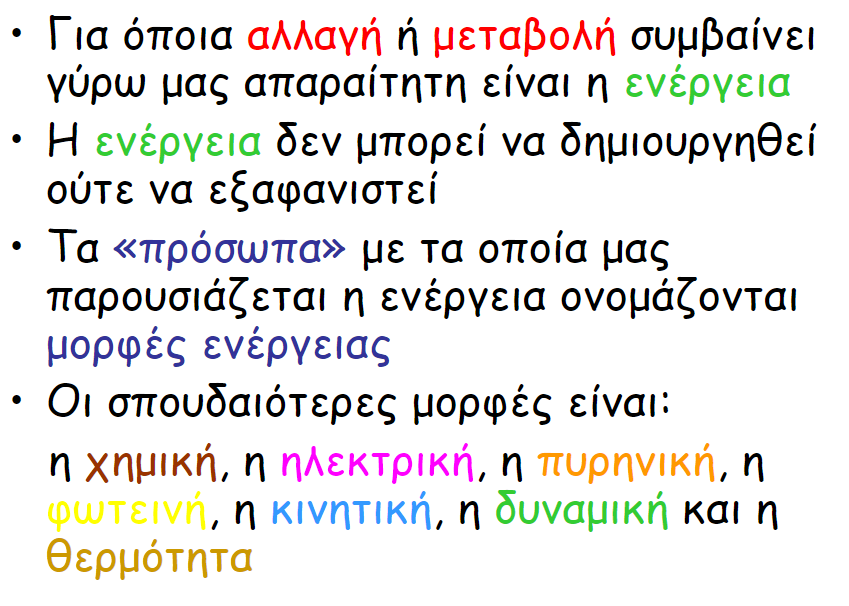 • Για όποια αλλαγή ή μεταβολή συμβαίνει
γύρω μας απαραίτητη είναι η ενέργεια
• Η ενέργεια δεν μπορεί να δημιουργηθεί
ούτε να εξαφανιστεί
• Τα «πρόσωπα» με τα οποία μας
παρουσιάζεται η ενέργεια ονομάζονται
μορφές ενέργειας
• Οι σπουδαιότερες μορφές είναι:
η χημική, η ηλεκτρική, η πυρηνική, η
φωτεινή, η κινητική, η δυναμική και η
θερμότητα